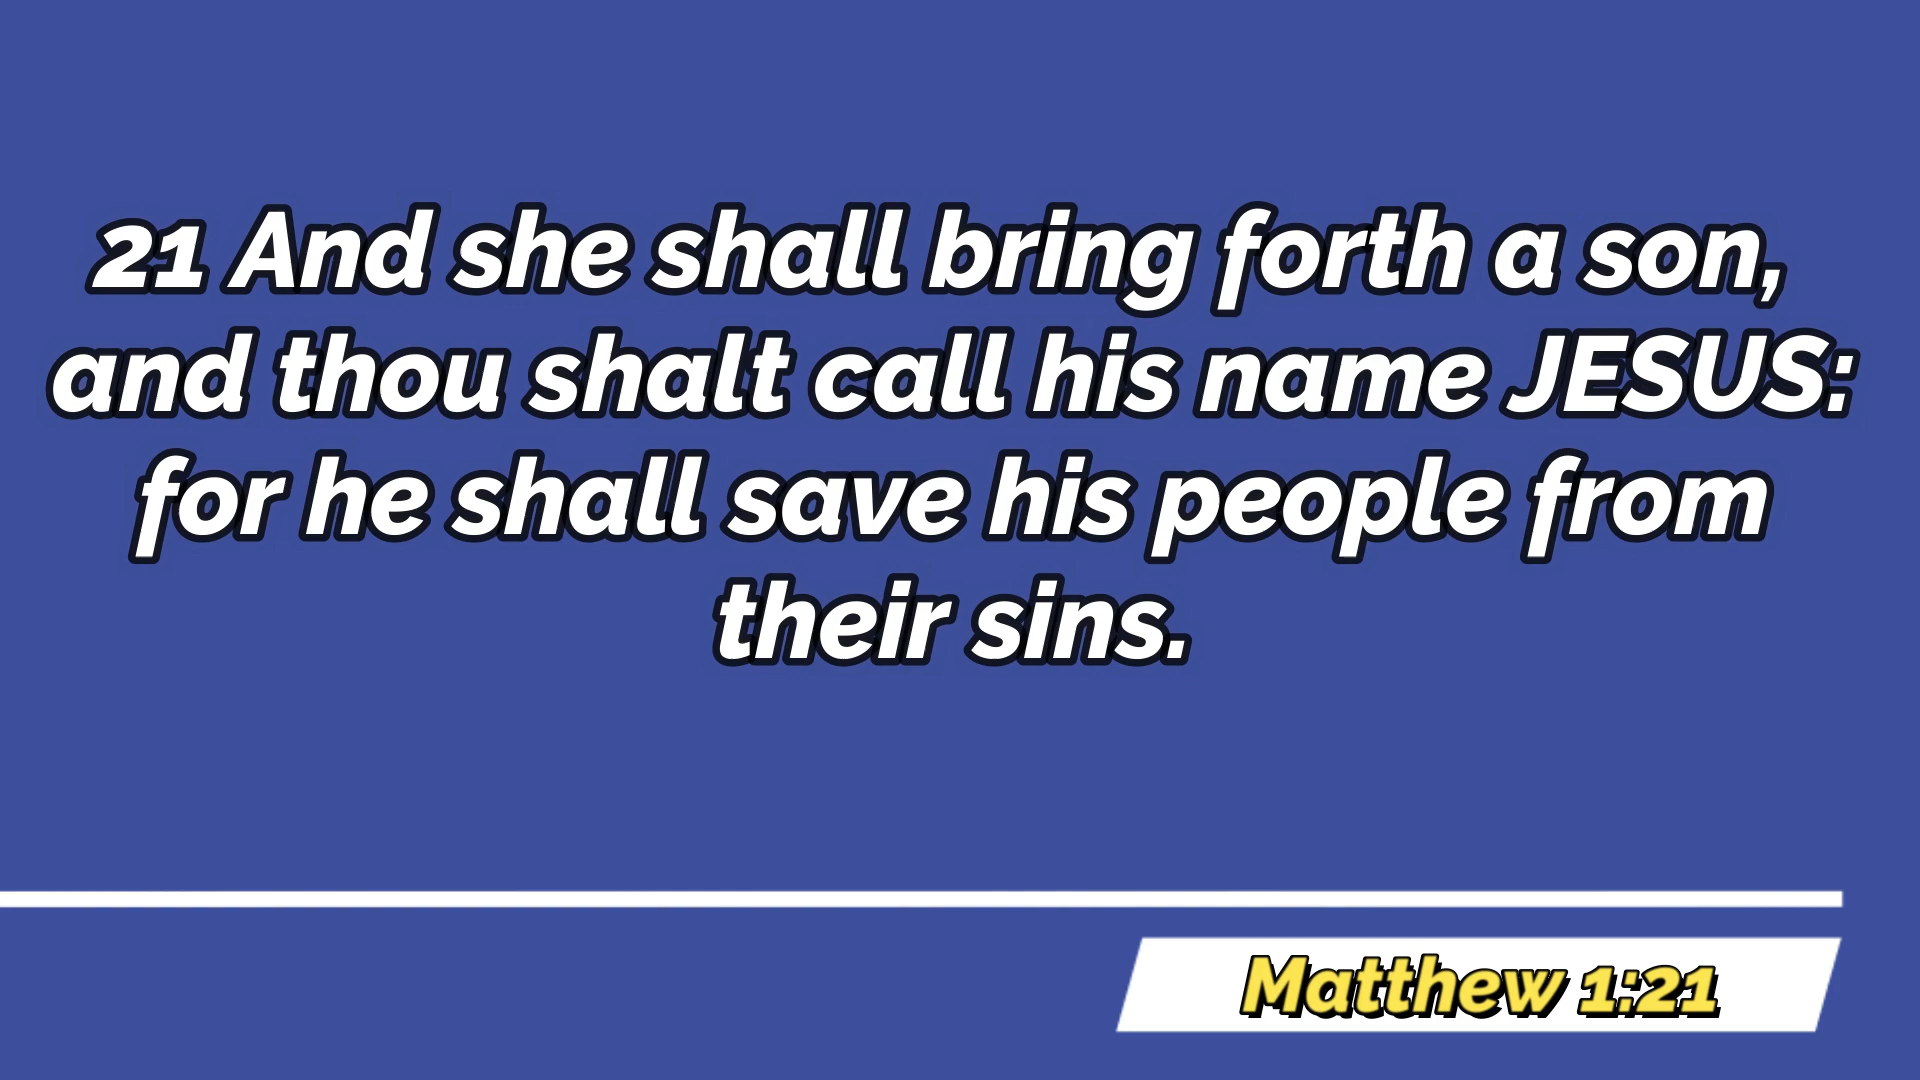 21 And she shall bring forth a son,
and thou shalt call his name JESUS:
for he shall save his people from
their sins.
Matthew 1:21